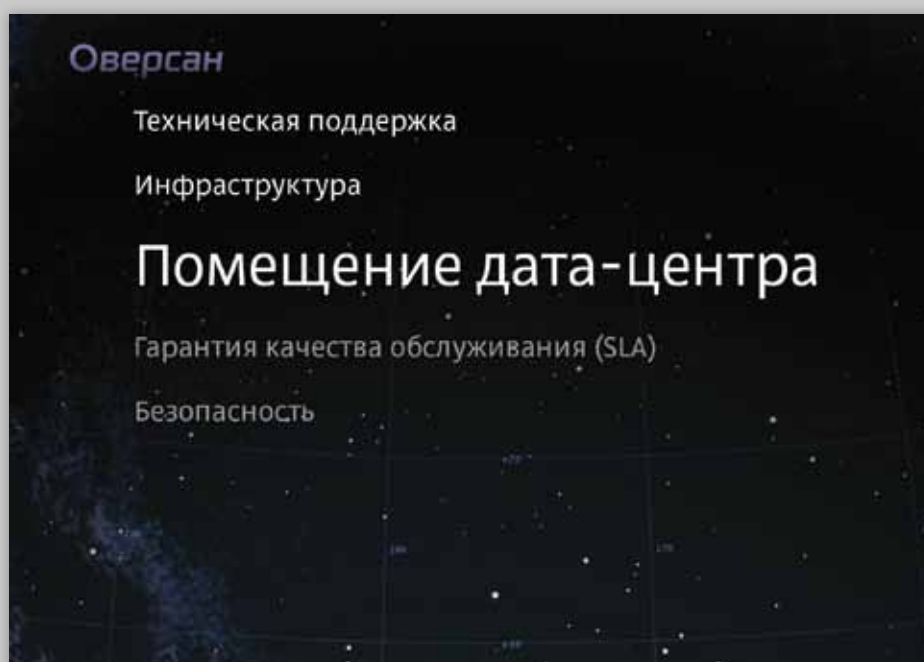 Оверсан
Техническая поддержка
Инфраструктура
Помещение дата-центра
Гарантия качества обслуживания (SLA)
Безопасность